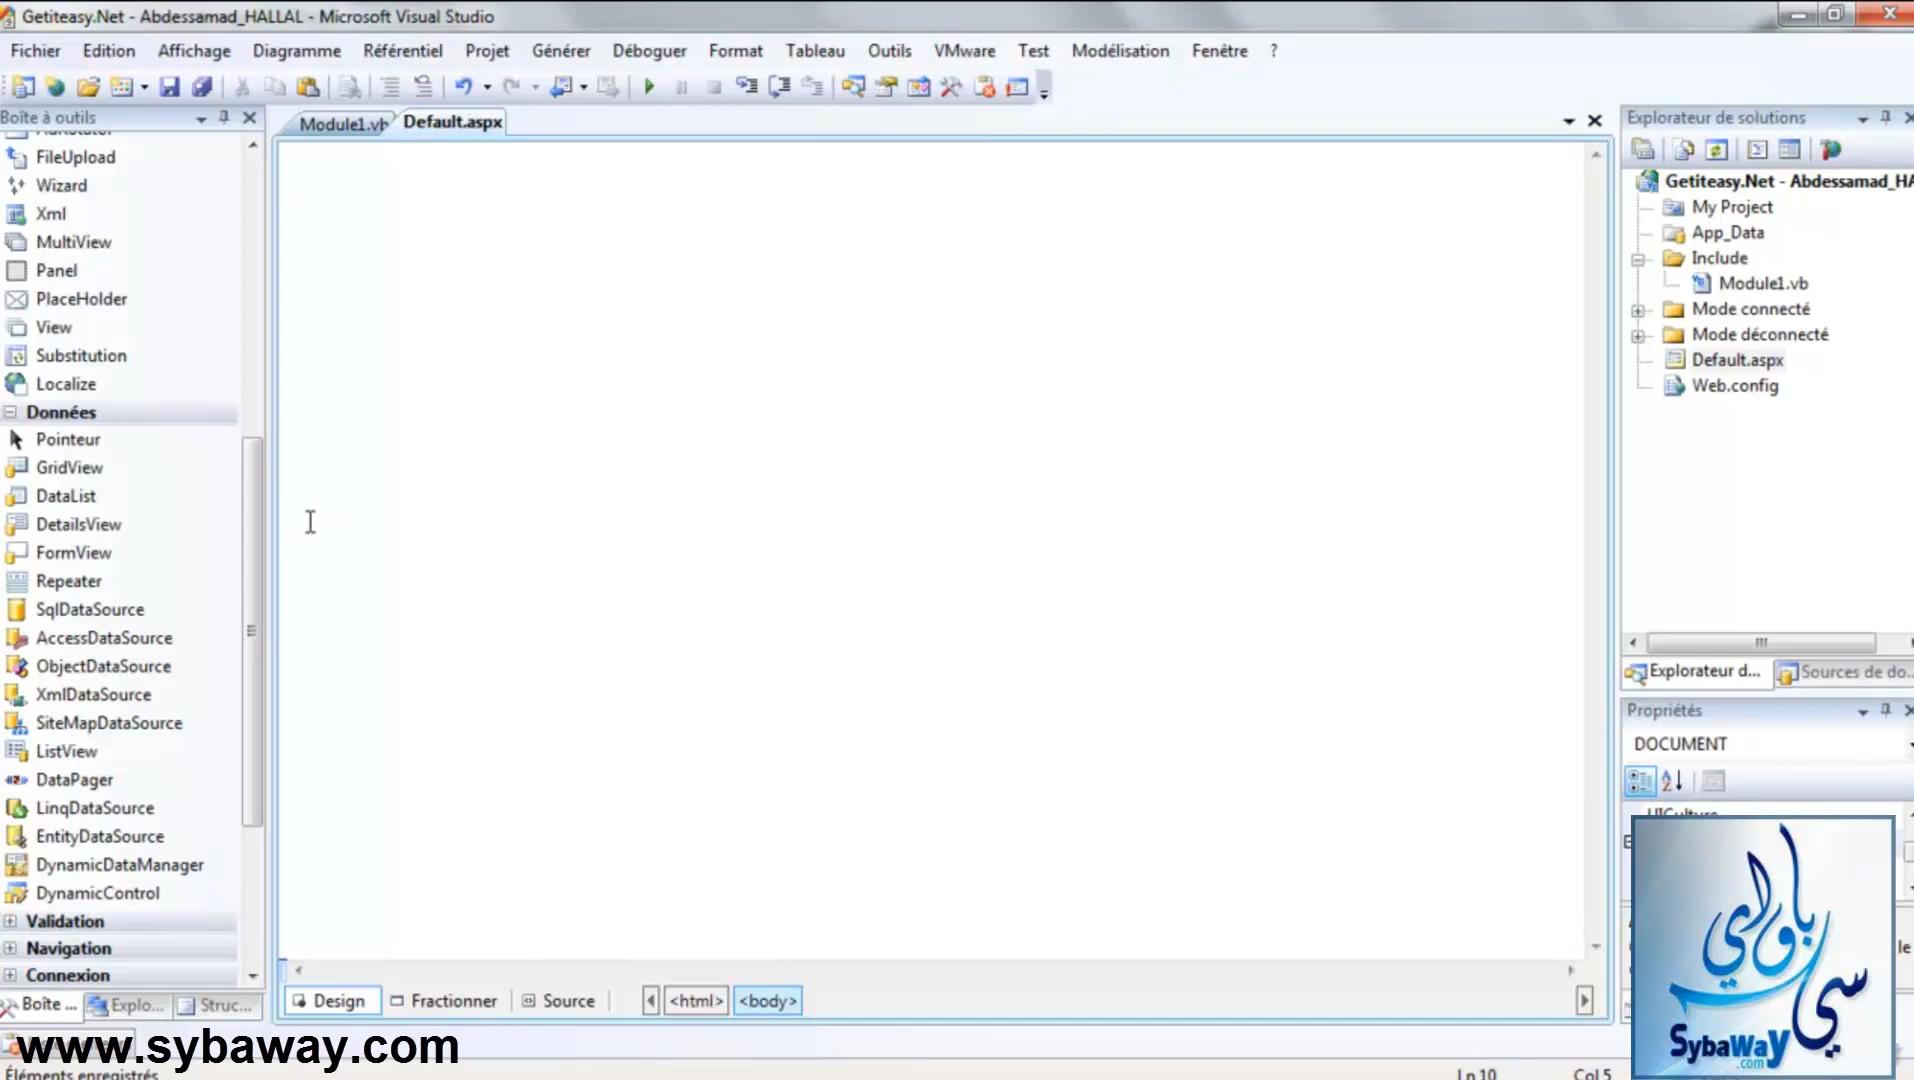 Getiteasy.Net - Abdessamad_HALLAL - Microsoft Visual Studio
Fichier Edition Affichage Diagramme Référentiel Projet Générer Déboguer Format Tableau Outils VMware Test Modélisation Fenêtre ?
Boîte à outils
FileUpload
Wizard
Xml
MultiView
Panel
PlaceHolder
View
Substitution
Localize
Données
Pointeur
GridView
DataList
DetailsView
FormView
Repeater
SqlDataSource
AccessDataSource
ObjectDataSource
XmlDataSource
SiteMapDataSource
ListView
DataPager
LinqDataSource
EntityDataSource
DynamicDataManager
DynamicControl
Validation
Navigation
Connexion
Boîte ... Explo... Struc...
Module1.vb Default.aspx
Design Fractionner Source <html> <body>
Explorateur de solutions
Getiteasy.Net - Abdessamad_HA
My Project
App_Data
Include
Module1.vb
Mode connecté
Mode déconnecté
Default.aspx
Web.config
Explorateur d... Sources de do...
Propriétés
DOCUMENT
UICulture
le
سي باواي
SybaWay
.com
www.sybaway.com
Éléments enregistrés
Ln 10 Col 5